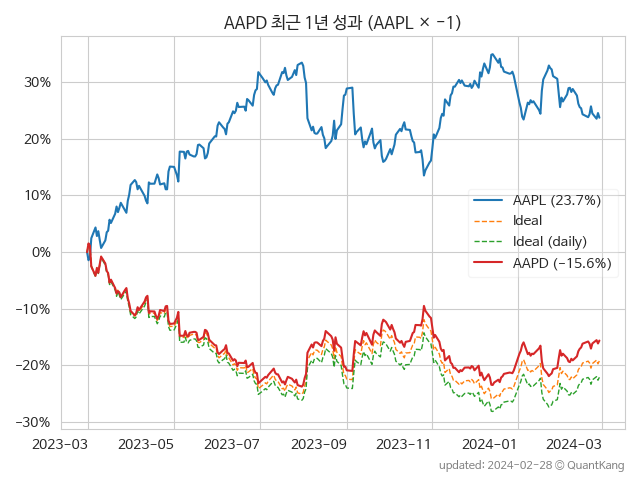 AAPD 최근 1년 성과 (AAPL × −1)
30%
20%
10%
0%
−10%
−20%
−30%
AAPL (23.7%)
Ideal
Ideal (daily)
AAPD (−15.6%)
2023−03 2023−05 2023−07 2023−09 2023−11 2024−01 2024−03
updated: 2024−02−28 © QuantKang